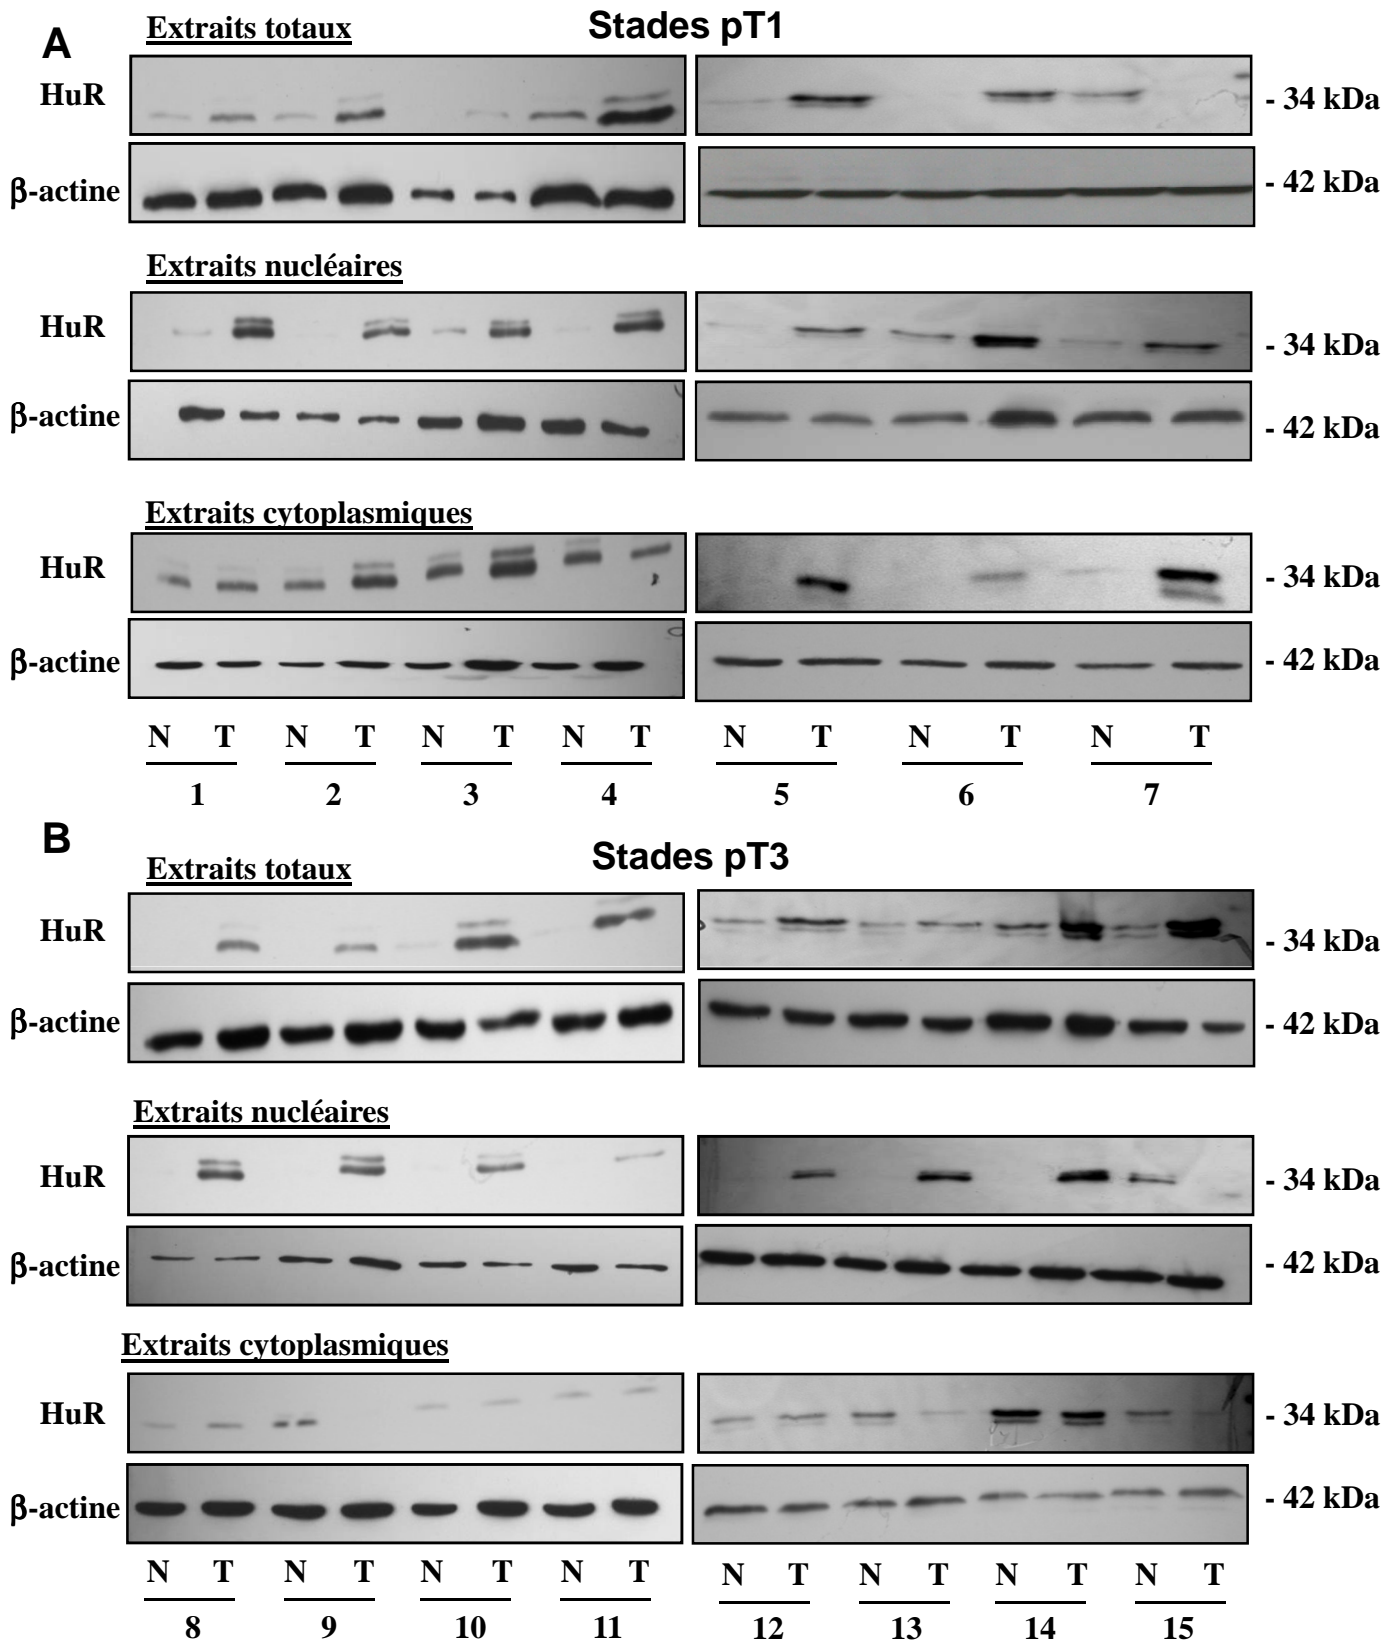 A Extraits totaux Stades pT1
HuR - 34 kDa
β-actine - 42 kDa
Extraits nucléaires
HuR - 34 kDa
β-actine - 42 kDa
Extraits cytoplasmiques
HuR - 34 kDa
β-actine - 42 kDa
N T N T N T N T N T N T N T
1 2 3 4 5 6 7
B Extraits totaux Stades pT3
HuR - 34 kDa
β-actine - 42 kDa
Extraits nucléaires
HuR - 34 kDa
β-actine - 42 kDa
Extraits cytoplasmiques
HuR - 34 kDa
β-actine - 42 kDa
N T N T N T N T N T N T N T N T
8 9 10 11 12 13 14 15